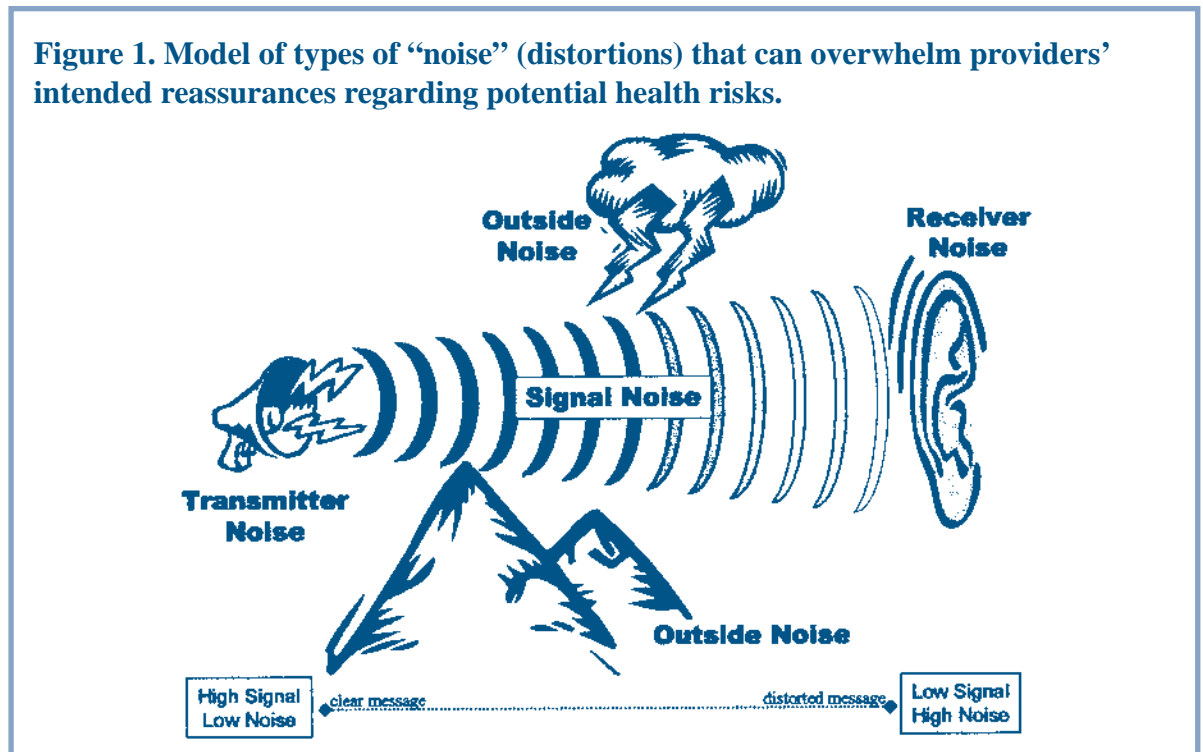 Figure 1. Model of types of “noise” (distortions) that can overwhelm providers’
intended reassurances regarding potential health risks.
Outside
Noise
Receiver
Noise
Signal Noise
Transmitter
Noise
Outside Noise
High Signal
Low Noise
clear message
distorted message
Low Signal
High Noise